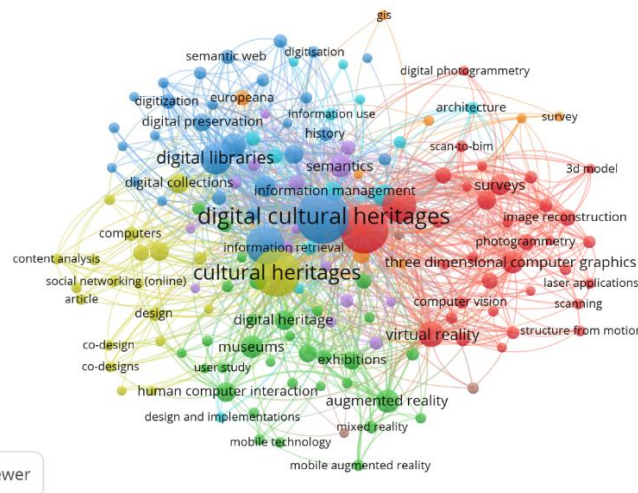 gis
semantic web
digitisation
digital photogrammetry
digitization
europeana
information use
architecture
digital preservation
survey
history
scan-to-bim
digital libraries
semantics
3d model
digital collections
information management
surveys
digital cultural heritages
image reconstruction
computers
information retrieval
photogrammetry
content analysis
cultural heritages
three dimensional computer graphics
social networking (online)
laser applications
article
computer vision
scanning
design
digital heritage
virtual reality
structure from motion
co-design
museums
exhibitions
co-designs
user study
human computer interaction
augmented reality
design and implementations
mixed reality
mobile technology
mobile augmented reality
ewer